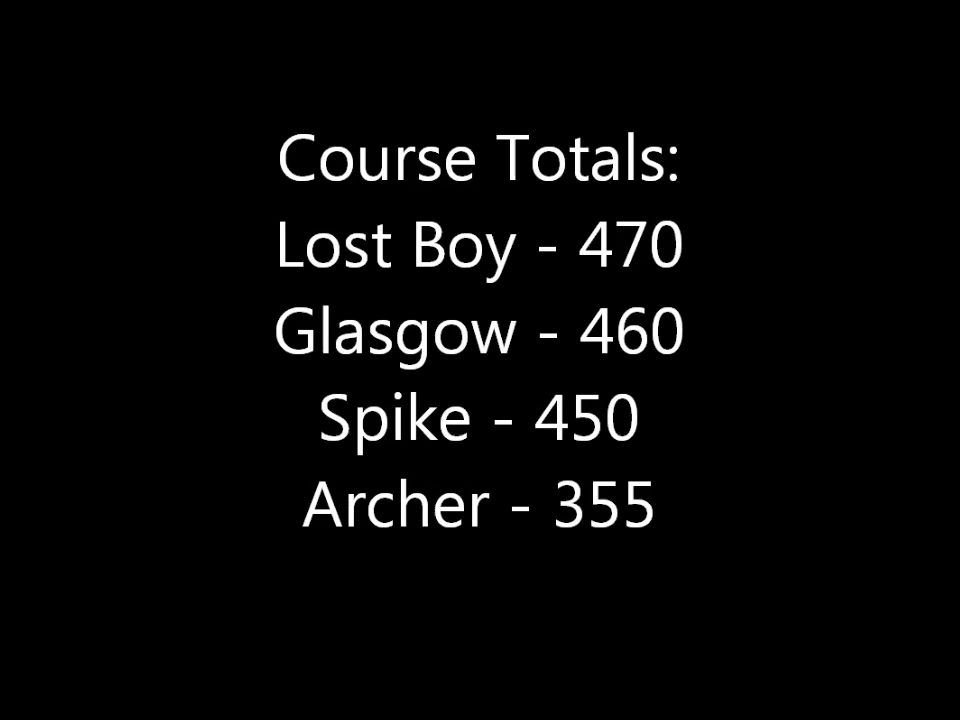 Course Totals:
Lost Boy - 470
Glasgow - 460
Spike - 450
Archer - 355